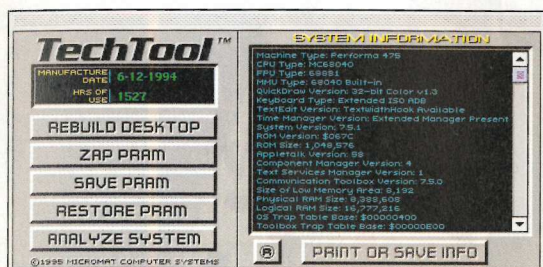 TechTool™
MANUFACTURE
DATE:
6-12-1994
HRS OF
USE:
1527
REBUILD DESKTOP
ZAP PRAM
SAVE PRAM
RESTORE PRAM
ANALYZE SYSTEM
©1995 MICROMAT COMPUTER SYSTEMS
SYSTEM INFORMATION
Machine Type: Performa 475
CPU Type: MC68040
FPU Type: 68881
MMU Type: 68040 Built-in
QuickDraw Version: 32-bit Color v1.3
Keyboard Type: Extended ISO ADB
TextEdit Version: TextWidthHook Available
Time Manager Version: Extended Manager Present
System Version: 7.5.1
ROM Version: $067C
ROM Size: 1,048,576
Appletalk Version: 58
Component Manager Version: 4
Text Services Manager Version: 1
Communication Toolbox Version: 7.5.0
Size of Low Memory Area: 8,192
Physical RAM Size: 8,388,608
Logical RAM Size: 16,777,216
OS Trap Table Base: $00000400
Toolbox Trap Table Base: $00000E00
PRINT OR SAVE INFO